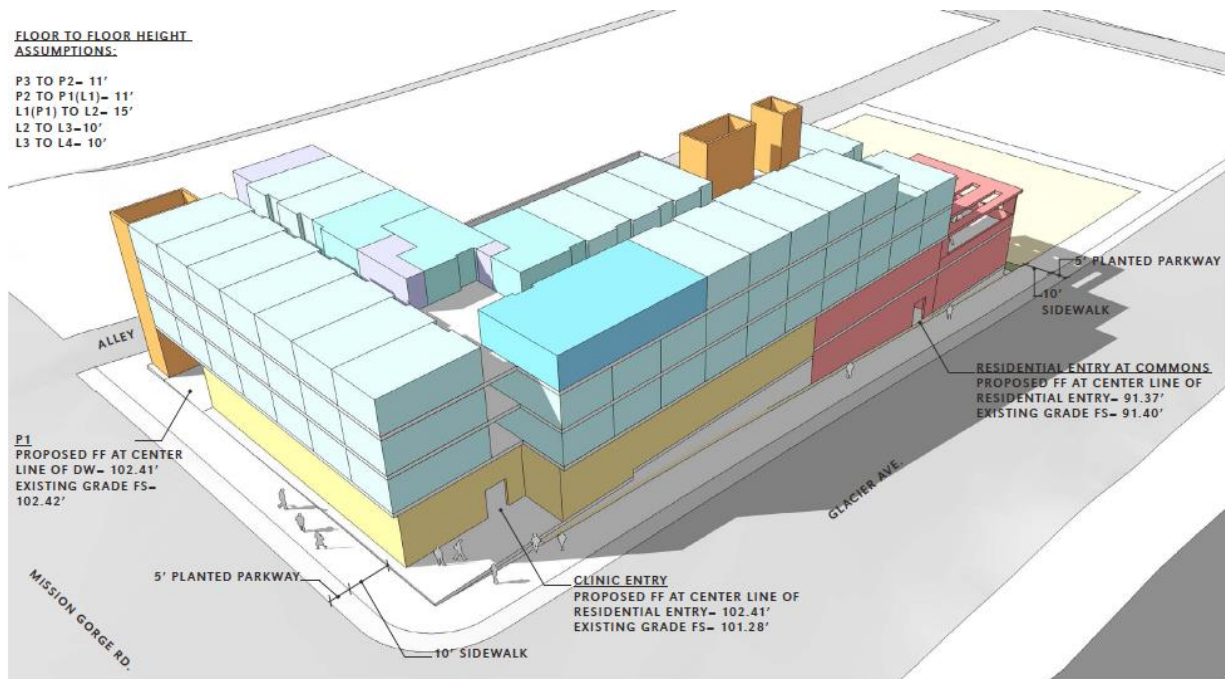 FLOOR TO FLOOR HEIGHT
ASSUMPTIONS:
P3 TO P2– 11'
P2 TO P1(L1)– 11'
L1(P1) TO L2– 15'
L2 TO L3–10'
L3 TO L4– 10'
ALLEY
5' PLANTED PARKWAY
10'
SIDEWALK
RESIDENTIAL ENTRY AT COMMONS
PROPOSED FF AT CENTER LINE OF
RESIDENTIAL ENTRY– 91.37'
EXISTING GRADE FS– 91.40'
P1
PROPOSED FF AT CENTER
LINE OF DW– 102.41'
EXISTING GRADE FS–
102.42'
GLACIER AVE.
MISSION GORGE RD.
5' PLANTED PARKWAY
CLINIC ENTRY
PROPOSED FF AT CENTER LINE OF
RESIDENTIAL ENTRY– 102.41'
EXISTING GRADE FS– 101.28'
10' SIDEWALK